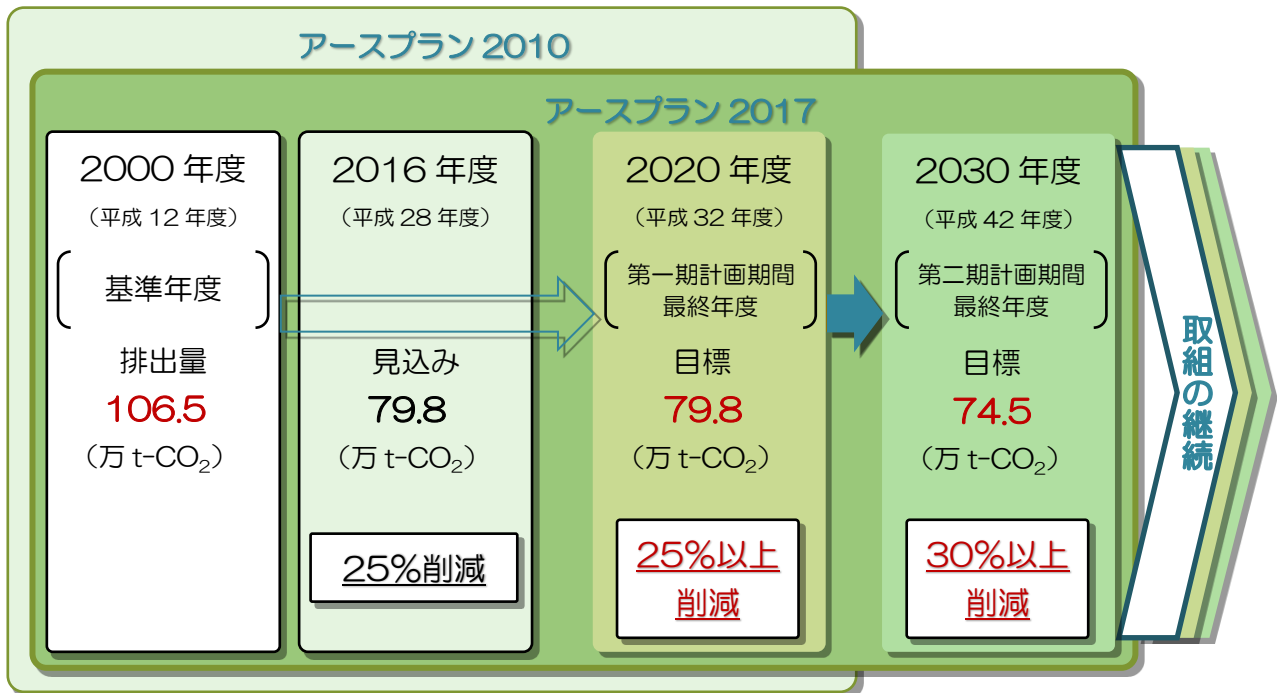 アースプラン 2010
アースプラン 2017
2000 年度
（平成 12 年度）
基準年度
排出量
106.5
（万 t-CO₂）
2016 年度
（平成 28 年度）
見込み
79.8
（万 t-CO₂）
25%削減
2020 年度
（平成 32 年度）
第一期計画期間
最終年度
目標
79.8
（万 t-CO₂）
25%以上
削減
2030 年度
（平成 42 年度）
第二期計画期間
最終年度
目標
74.5
（万 t-CO₂）
30%以上
削減
取組の継続